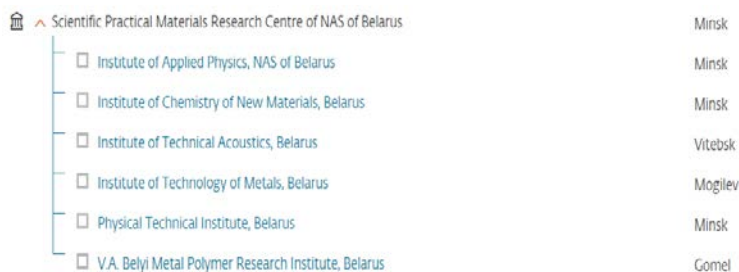 Scientific Practical Materials Research Centre of NAS of Belarus Minsk
Institute of Applied Physics, NAS of Belarus Minsk
Institute of Chemistry of New Materials, Belarus Minsk
Institute of Technical Acoustics, Belarus Vitebsk
Institute of Technology of Metals, Belarus Mogilev
Physical Technical Institute, Belarus Minsk
V.A. Belyi Metal Polymer Research Institute, Belarus Gomel